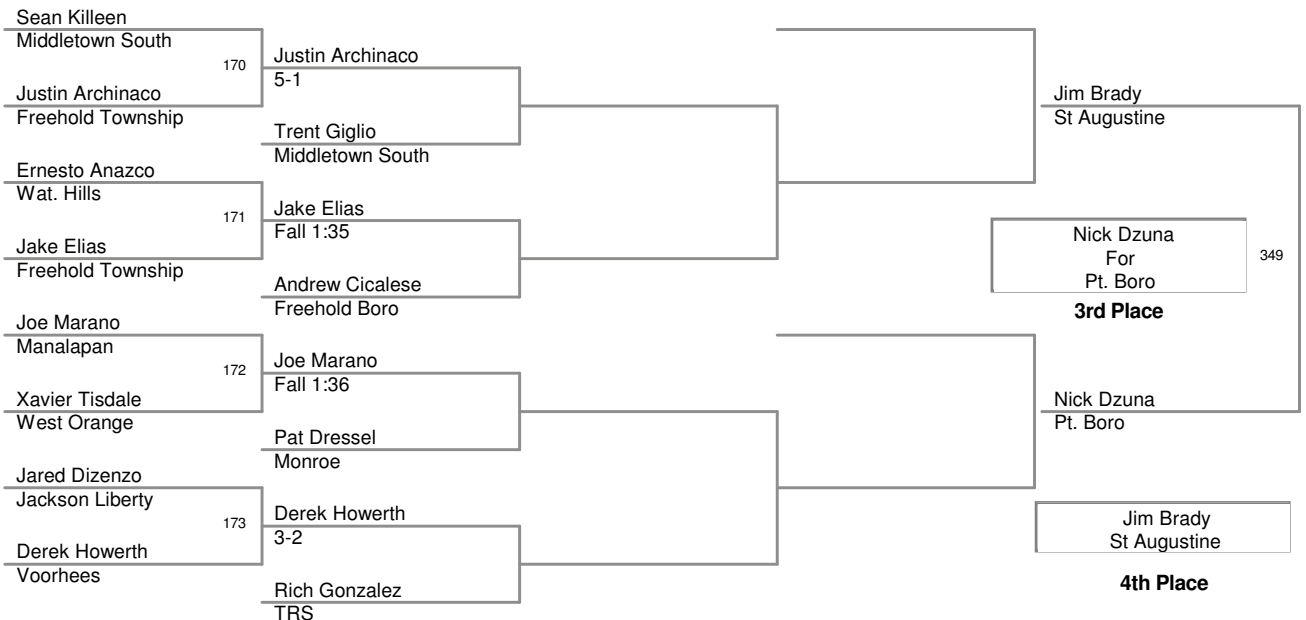 Sean Killeen
Middletown South
170
Justin Archinaco
5-1
Justin Archinaco
Freehold Township
Trent Giglio
Middletown South
Ernesto Anazco
Wat. Hills
171
Jake Elias
Fall 1:35
Jake Elias
Freehold Township
Andrew Cicalese
Freehold Boro
Joe Marano
Manalapan
172
Joe Marano
Fall 1:36
Xavier Tisdale
West Orange
Pat Dressel
Monroe
Jared Dizenzo
Jackson Liberty
173
Derek Howerth
3-2
Derek Howerth
Voorhees
Rich Gonzalez
TRS
Jim Brady
St Augustine
Nick Dzuna
For
Pt. Boro
349
3rd Place
Nick Dzuna
Pt. Boro
Jim Brady
St Augustine
4th Place